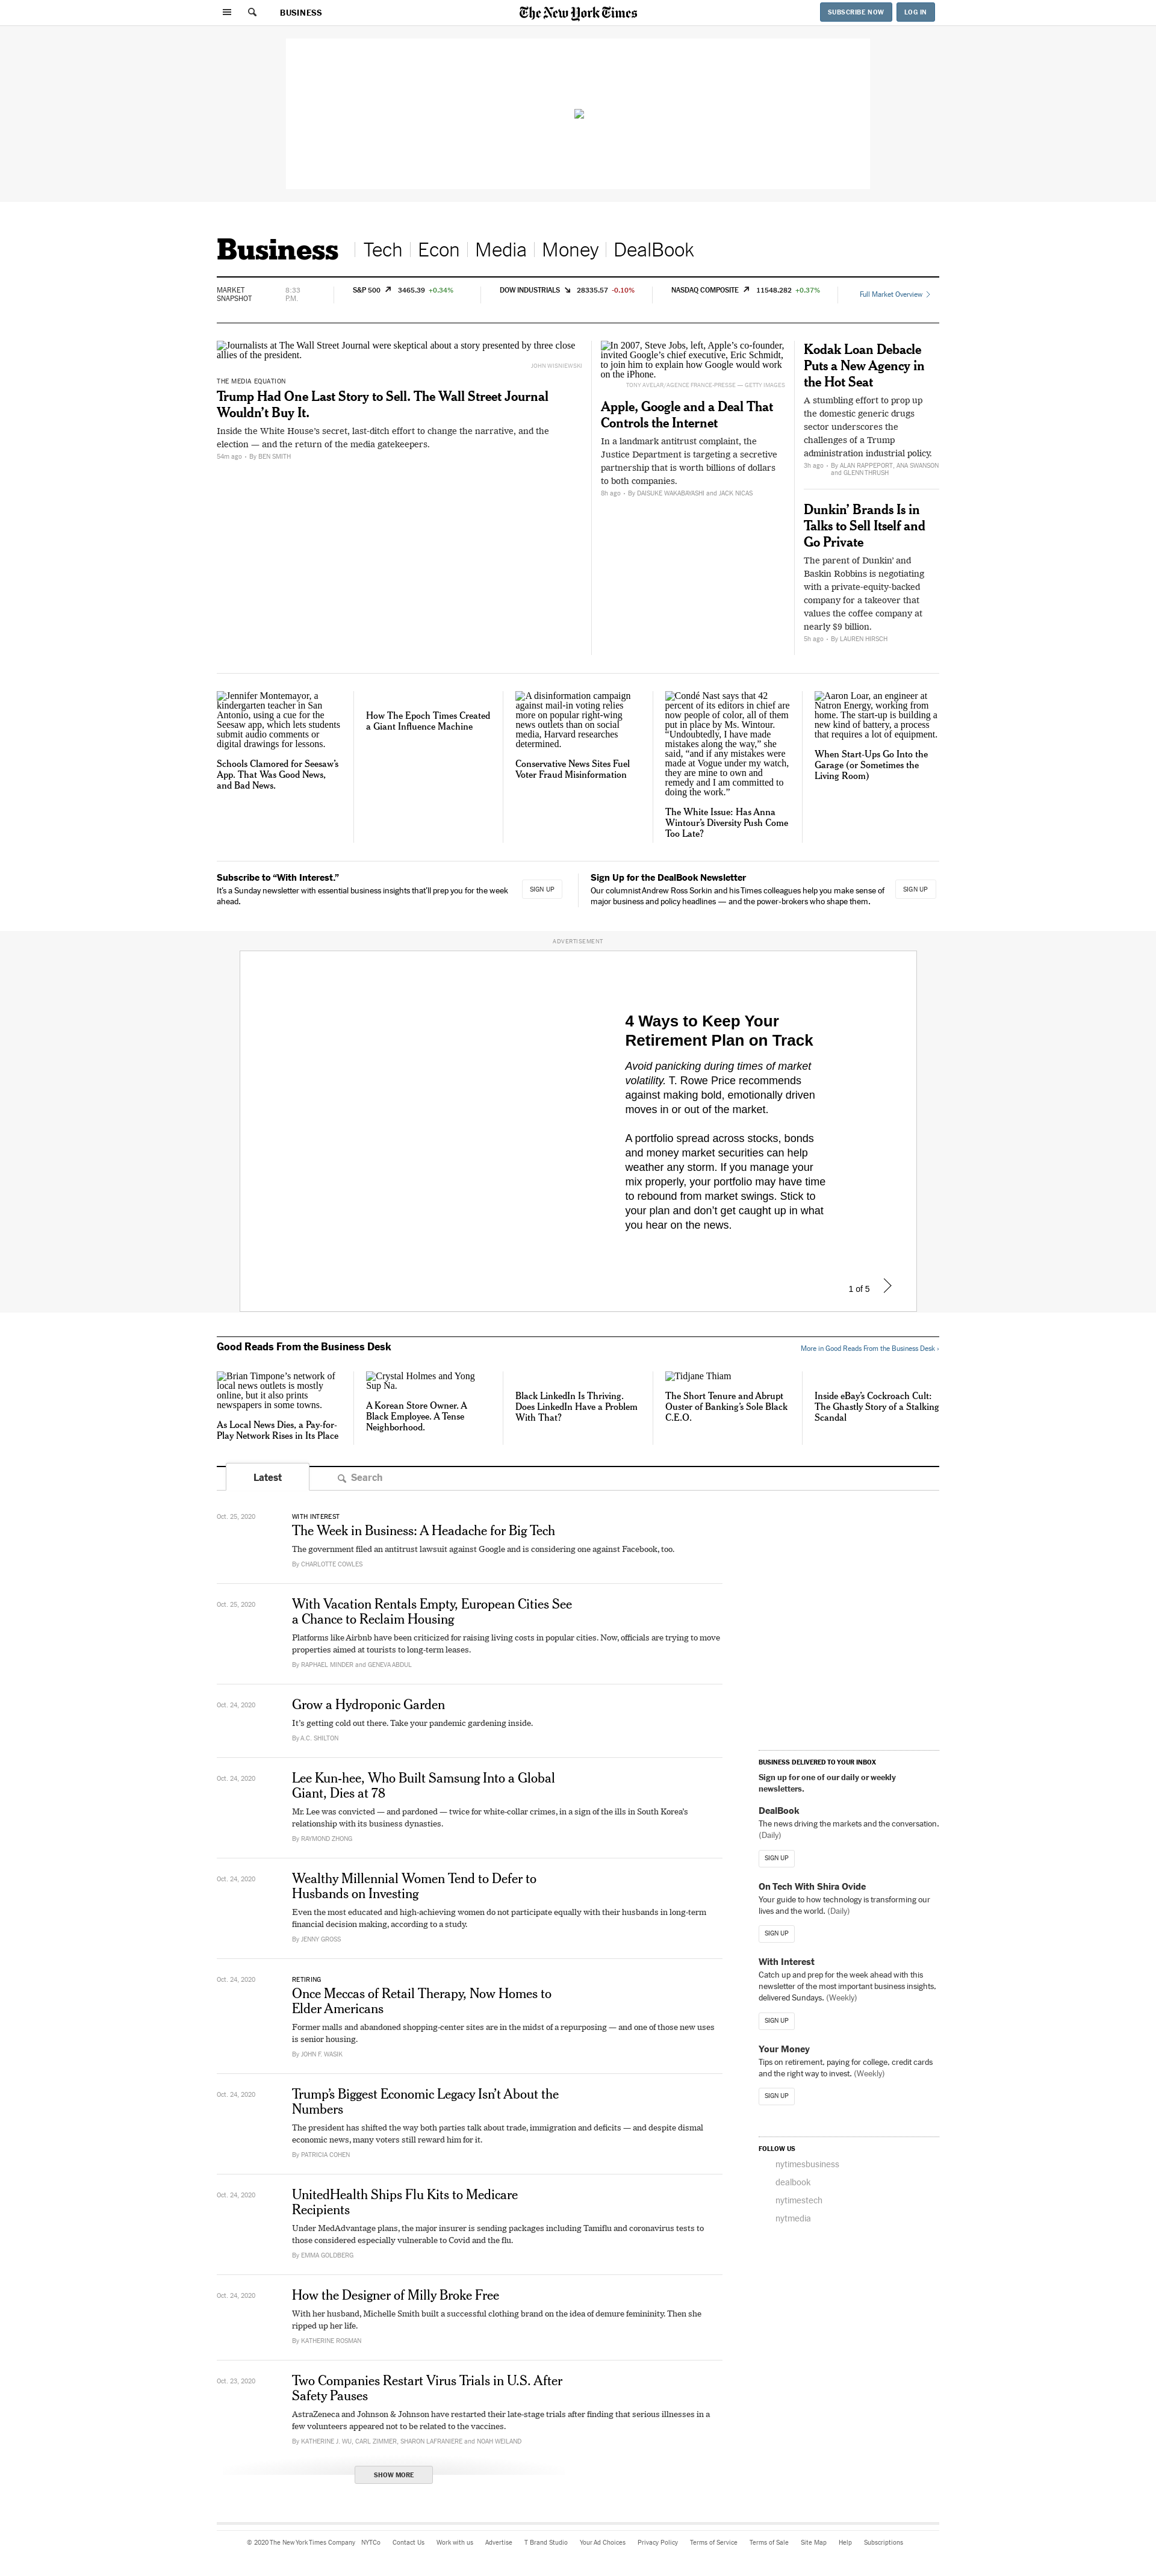 BUSINESS
The New York Times
SUBSCRIBE NOW
LOG IN
Business
Tech
Econ
Media
Money
DealBook
MARKET
SNAPSHOT
8:33
P.M.
S&P 500 3465.39 +0.34%
DOW INDUSTRIALS 28335.57 -0.10%
NASDAQ COMPOSITE 11548.282 +0.37%
Full Market Overview
Journalists at The Wall Street Journal were skeptical about a story presented by three close
allies of the president.
JOHN WISNIEWSKI
THE MEDIA EQUATION
Trump Had One Last Story to Sell. The Wall Street Journal
Wouldn’t Buy It.
Inside the White House’s secret, last-ditch effort to change the narrative, and the
election — and the return of the media gatekeepers.
54m ago • By BEN SMITH
In 2007, Steve Jobs, left, Apple’s co-founder,
invited Google’s chief executive, Eric Schmidt,
to join him to explain how Google would work
on the iPhone.
TONY AVELAR/AGENCE FRANCE-PRESSE — GETTY IMAGES
Apple, Google and a Deal That
Controls the Internet
In a landmark antitrust complaint, the
Justice Department is targeting a secretive
partnership that is worth billions of dollars
to both companies.
8h ago • By DAISUKE WAKABAYASHI and JACK NICAS
Kodak Loan Debacle
Puts a New Agency in
the Hot Seat
A stumbling effort to prop up
the domestic generic drugs
sector underscores the
challenges of a Trump
administration industrial policy.
3h ago • By ALAN RAPPEPORT, ANA SWANSON
and GLENN THRUSH
Dunkin’ Brands Is in
Talks to Sell Itself and
Go Private
The parent of Dunkin’ and
Baskin Robbins is negotiating
with a private-equity-backed
company for a takeover that
values the coffee company at
nearly $9 billion.
5h ago • By LAUREN HIRSCH
Jennifer Montemayor, a
kindergarten teacher in San
Antonio, using a cue for the
Seesaw app, which lets students
submit audio comments or
digital drawings for lessons.
Schools Clamored for Seesaw’s
App. That Was Good News,
and Bad News.
How The Epoch Times Created
a Giant Influence Machine
A disinformation campaign
against mail-in voting relies
more on popular right-wing
news outlets than on social
media, Harvard researches
determined.
Conservative News Sites Fuel
Voter Fraud Misinformation
Condé Nast says that 42
percent of its editors in chief are
now people of color, all of them
put in place by Ms. Wintour.
“Undoubtedly, I have made
mistakes along the way,” she
said, “and if any mistakes were
made at Vogue under my watch,
they are mine to own and
remedy and I am committed to
doing the work.”
The White Issue: Has Anna
Wintour’s Diversity Push Come
Too Late?
Aaron Loar, an engineer at
Natron Energy, working from
home. The start-up is building a
new kind of battery, a process
that requires a lot of equipment.
When Start-Ups Go Into the
Garage (or Sometimes the
Living Room)
Subscribe to “With Interest.”
It’s a Sunday newsletter with essential business insights that’ll prep you for the week
ahead.
SIGN UP
Sign Up for the DealBook Newsletter
Our columnist Andrew Ross Sorkin and his Times colleagues help you make sense of
major business and policy headlines — and the power-brokers who shape them.
SIGN UP
ADVERTISEMENT
4 Ways to Keep Your
Retirement Plan on Track
Avoid panicking during times of market
volatility. T. Rowe Price recommends
against making bold, emotionally driven
moves in or out of the market.
A portfolio spread across stocks, bonds
and money market securities can help
weather any storm. If you manage your
mix properly, your portfolio may have time
to rebound from market swings. Stick to
your plan and don’t get caught up in what
you hear on the news.
1 of 5
Good Reads From the Business Desk
More in Good Reads From the Business Desk ›
Brian Timpone’s network of
local news outlets is mostly
online, but it also prints
newspapers in some towns.
As Local News Dies, a Pay-for-
Play Network Rises in Its Place
Crystal Holmes and Yong
Sup Na.
A Korean Store Owner. A
Black Employee. A Tense
Neighborhood.
Black LinkedIn Is Thriving.
Does LinkedIn Have a Problem
With That?
Tidjane Thiam
The Short Tenure and Abrupt
Ouster of Banking’s Sole Black
C.E.O.
Inside eBay’s Cockroach Cult:
The Ghastly Story of a Stalking
Scandal
Latest
Search
Oct. 25, 2020
WITH INTEREST
The Week in Business: A Headache for Big Tech
The government filed an antitrust lawsuit against Google and is considering one against Facebook, too.
By CHARLOTTE COWLES
Oct. 25, 2020
With Vacation Rentals Empty, European Cities See
a Chance to Reclaim Housing
Platforms like Airbnb have been criticized for raising living costs in popular cities. Now, officials are trying to move
properties aimed at tourists to long-term leases.
By RAPHAEL MINDER and GENEVA ABDUL
Oct. 24, 2020
Grow a Hydroponic Garden
It’s getting cold out there. Take your pandemic gardening inside.
By A.C. SHILTON
Oct. 24, 2020
Lee Kun-hee, Who Built Samsung Into a Global
Giant, Dies at 78
Mr. Lee was convicted — and pardoned — twice for white-collar crimes, in a sign of the ills in South Korea’s
relationship with its business dynasties.
By RAYMOND ZHONG
Oct. 24, 2020
Wealthy Millennial Women Tend to Defer to
Husbands on Investing
Even the most educated and high-achieving women do not participate equally with their husbands in long-term
financial decision making, according to a study.
By JENNY GROSS
Oct. 24, 2020
RETIRING
Once Meccas of Retail Therapy, Now Homes to
Elder Americans
Former malls and abandoned shopping-center sites are in the midst of a repurposing — and one of those new uses
is senior housing.
By JOHN F. WASIK
Oct. 24, 2020
Trump’s Biggest Economic Legacy Isn’t About the
Numbers
The president has shifted the way both parties talk about trade, immigration and deficits — and despite dismal
economic news, many voters still reward him for it.
By PATRICIA COHEN
Oct. 24, 2020
UnitedHealth Ships Flu Kits to Medicare
Recipients
Under MedAdvantage plans, the major insurer is sending packages including Tamiflu and coronavirus tests to
those considered especially vulnerable to Covid and the flu.
By EMMA GOLDBERG
Oct. 24, 2020
How the Designer of Milly Broke Free
With her husband, Michelle Smith built a successful clothing brand on the idea of demure femininity. Then she
ripped up her life.
By KATHERINE ROSMAN
Oct. 23, 2020
Two Companies Restart Virus Trials in U.S. After
Safety Pauses
AstraZeneca and Johnson & Johnson have restarted their late-stage trials after finding that serious illnesses in a
few volunteers appeared not to be related to the vaccines.
By KATHERINE J. WU, CARL ZIMMER, SHARON LAFRANIERE and NOAH WEILAND
SHOW MORE
BUSINESS DELIVERED TO YOUR INBOX
Sign up for one of our daily or weekly
newsletters.
DealBook
The news driving the markets and the conversation.
(Daily)
SIGN UP
On Tech With Shira Ovide
Your guide to how technology is transforming our
lives and the world. (Daily)
SIGN UP
With Interest
Catch up and prep for the week ahead with this
newsletter of the most important business insights,
delivered Sundays. (Weekly)
SIGN UP
Your Money
Tips on retirement, paying for college, credit cards
and the right way to invest. (Weekly)
SIGN UP
FOLLOW US
nytimesbusiness
dealbook
nytimestech
nytmedia
© 2020 The New York Times Company NYTCo Contact Us Work with us Advertise T Brand Studio Your Ad Choices Privacy Policy Terms of Service Terms of Sale Site Map Help Subscriptions